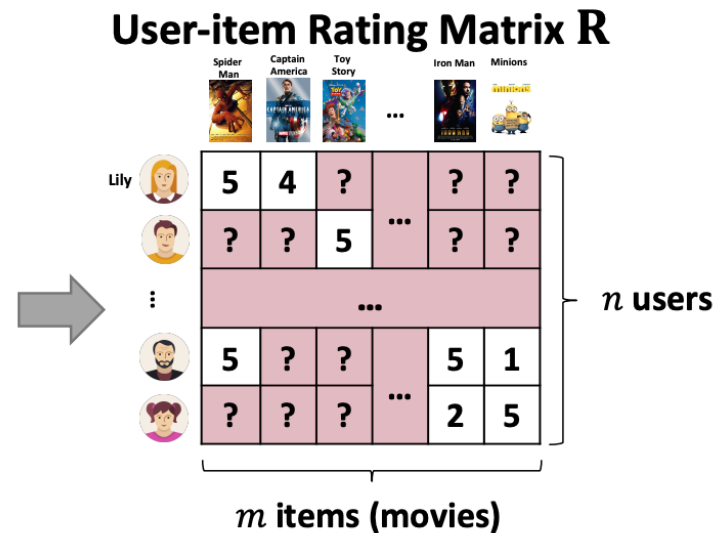 User-item Rating Matrix R
Spider Man
Captain America
Toy Story
...
Iron Man
Minions
Lily
5 4 ? ... ? ?
? ? 5 ? ?
...
5 ? ? ... 5 1
? ? ? 2 5
n users
m items (movies)